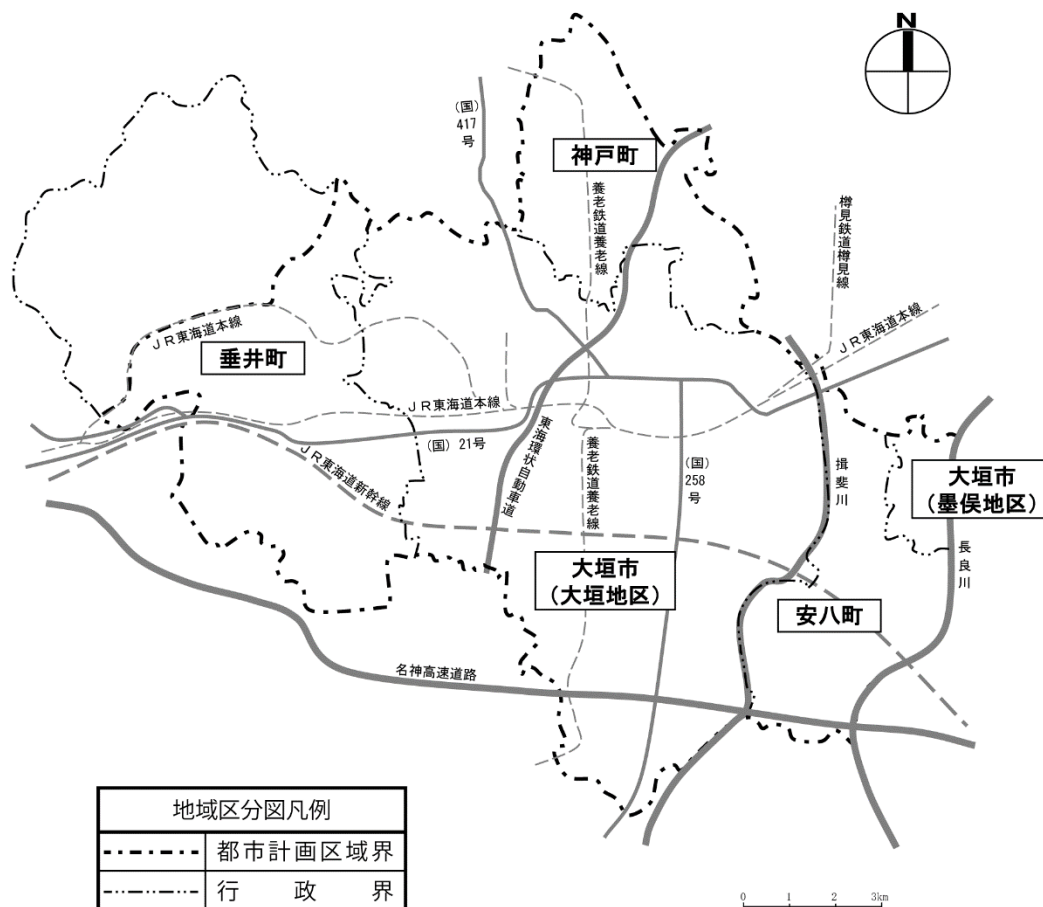 N
(国)
417
号
神戸町
養老鉄道養老線
樽見鉄道樽見線
JR東海道本線
JR東海道本線
垂井町
JR東海道本線
(国) 21号
JR東海道新幹線
東海環状自動車道
養老鉄道養老線
(国)
258
号
揖斐川
大垣市
(墨俣地区)
長良川
大垣市
(大垣地区)
安八町
名神高速道路
地域区分図凡例
都市計画区域界
行政界
0 1 2 3km